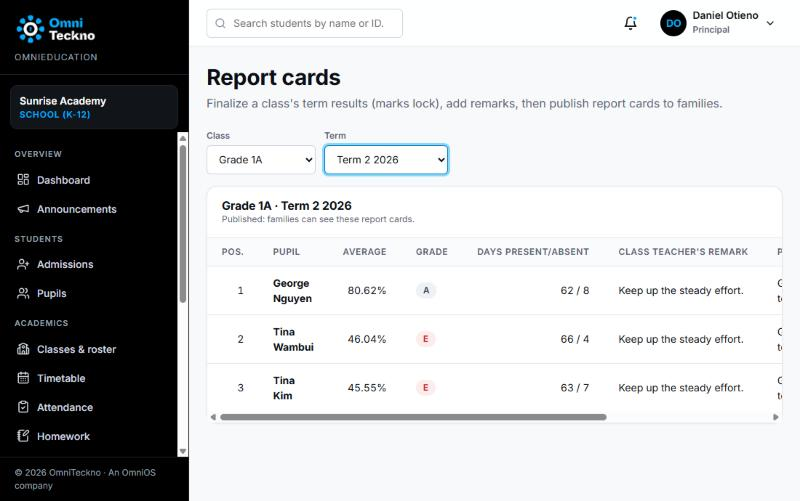 Omni
Teckno
OMNIEDUCATION
Sunrise Academy
SCHOOL (K-12)
OVERVIEW
Dashboard
Announcements
STUDENTS
Admissions
Pupils
ACADEMICS
Classes & roster
Timetable
Attendance
Homework
© 2026 OmniTeckno · An OmniOS
company
Search students by name or ID.
DO
Daniel Otieno
Principal
Report cards
Finalize a class's term results (marks lock), add remarks, then publish report cards to families.
Class
Term
Grade 1A
Term 2 2026
Grade 1A · Term 2 2026
Published: families can see these report cards.
POS. PUPIL AVERAGE GRADE DAYS PRESENT/ABSENT CLASS TEACHER'S REMARK
1 George Nguyen 80.62% A 62 / 8 Keep up the steady effort.
2 Tina Wambui 46.04% E 66 / 4 Keep up the steady effort.
3 Tina Kim 45.55% E 63 / 7 Keep up the steady effort.